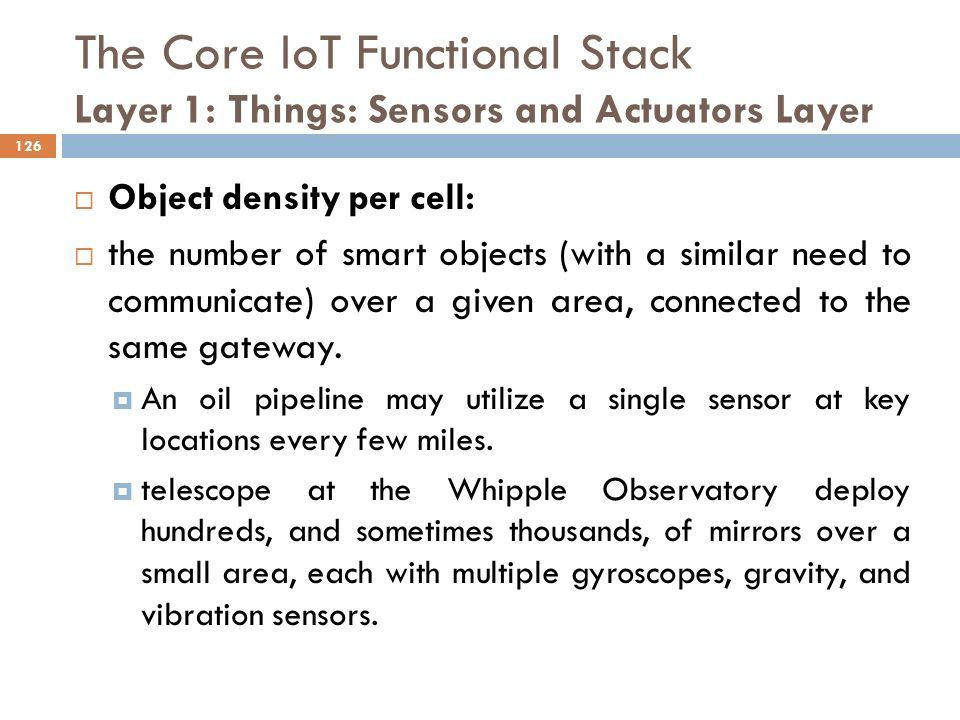 The Core IoT Functional Stack
Layer 1: Things: Sensors and Actuators Layer
126
Object density per cell:
the number of smart objects (with a similar need to
communicate) over a given area, connected to the
same gateway.
An oil pipeline may utilize a single sensor at key
locations every few miles.
telescope at the Whipple Observatory deploy
hundreds, and sometimes thousands, of mirrors over a
small area, each with multiple gyroscopes, gravity, and
vibration sensors.